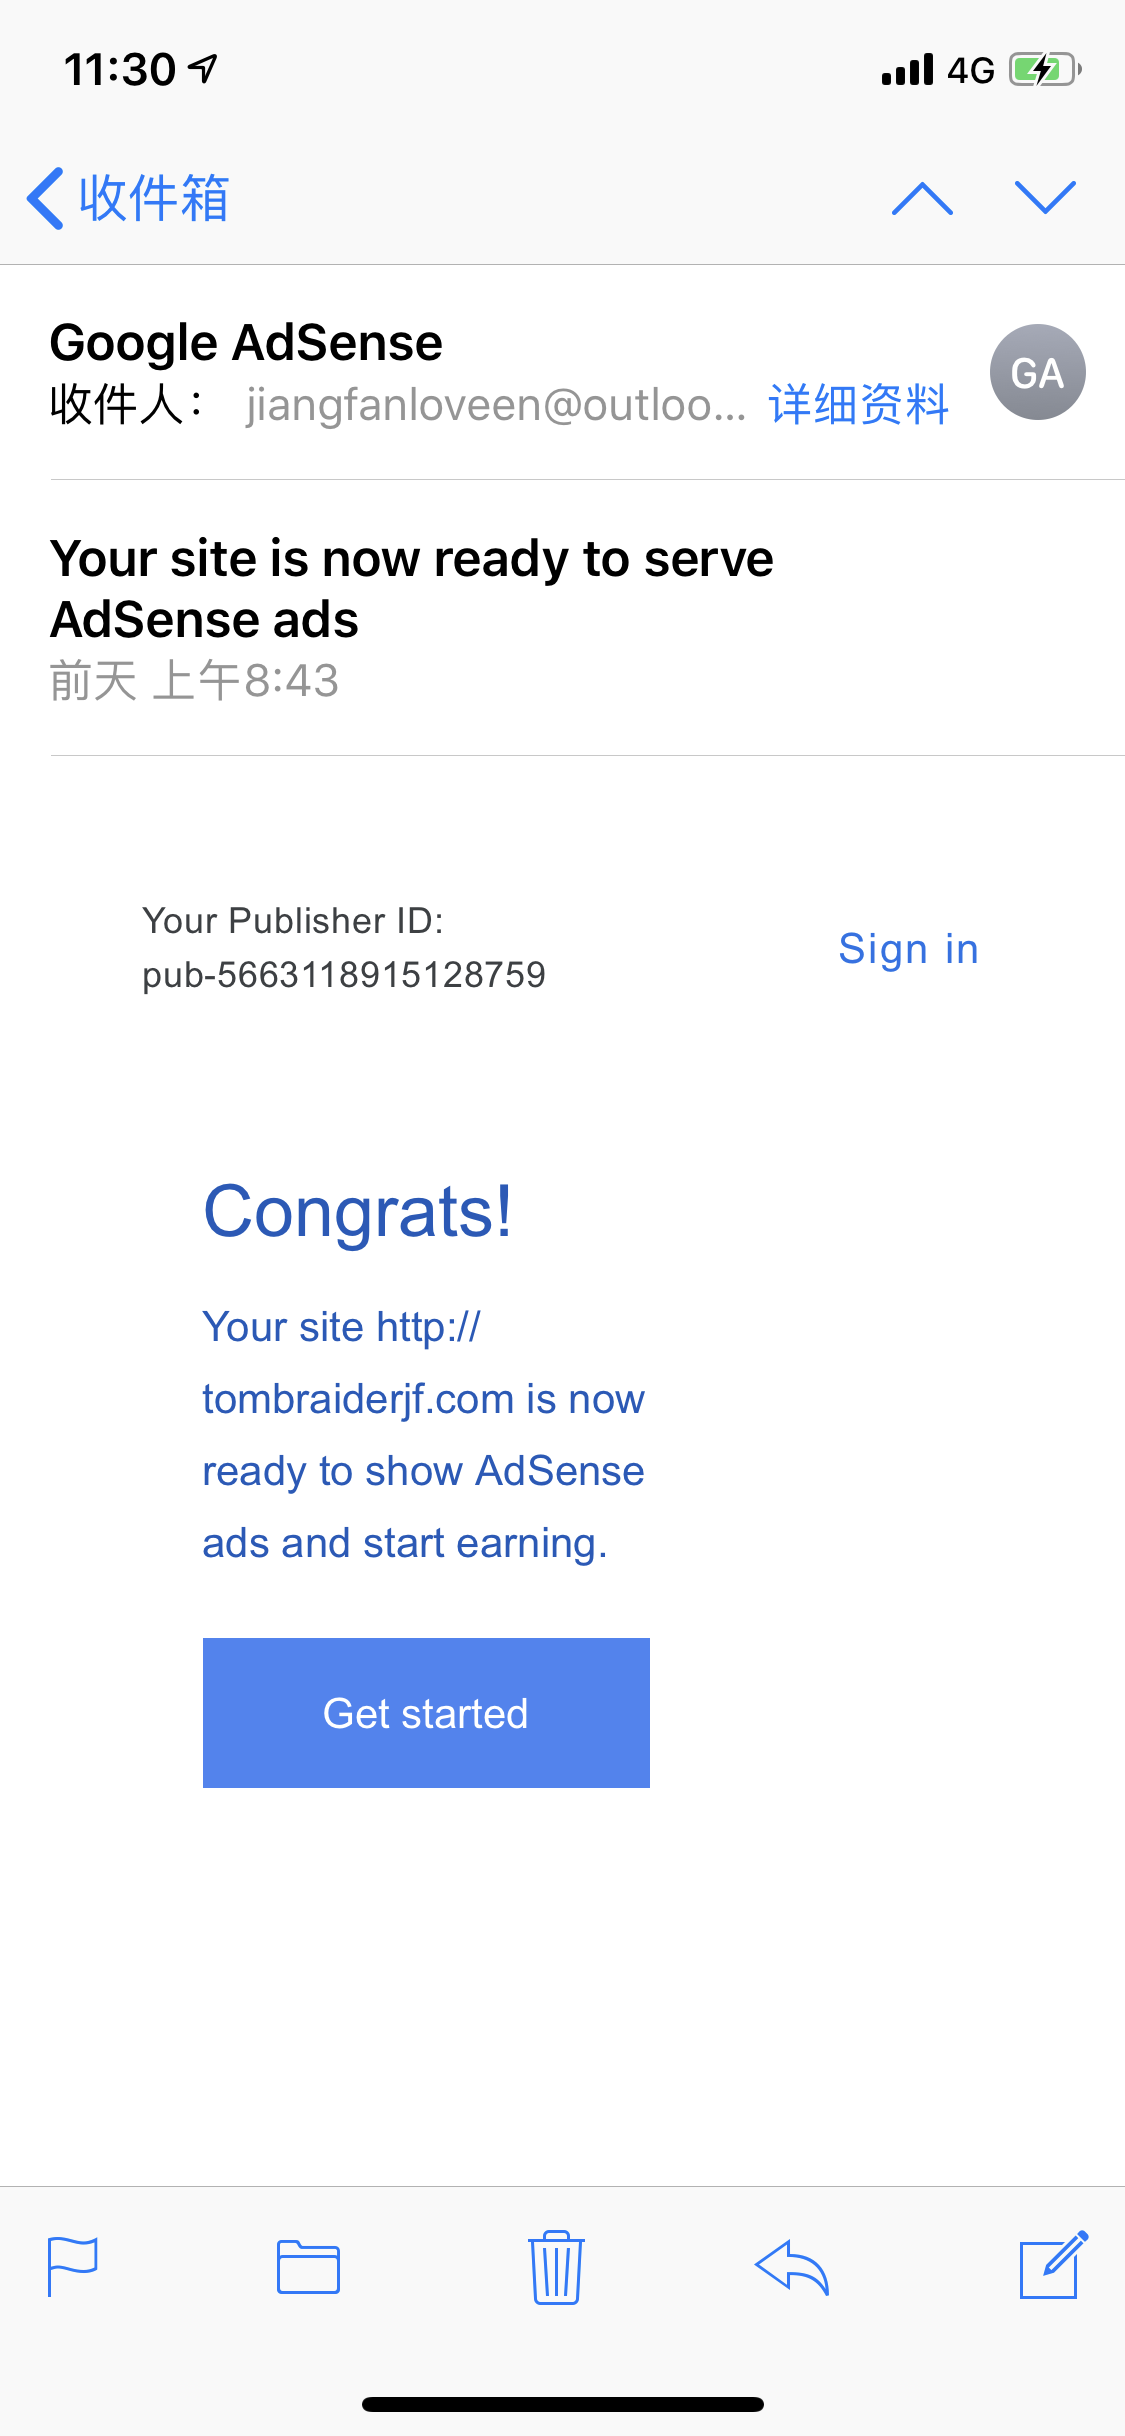 11:30
4G
收件箱
Google AdSense
GA
收件人： jiangfanloveen@outloo... 详细资料
Your site is now ready to serve
AdSense ads
前天 上午8:43
Your Publisher ID:
pub-5663118915128759
Sign in
Congrats!
Your site http://
tombraiderjf.com is now
ready to show AdSense
ads and start earning.
Get started